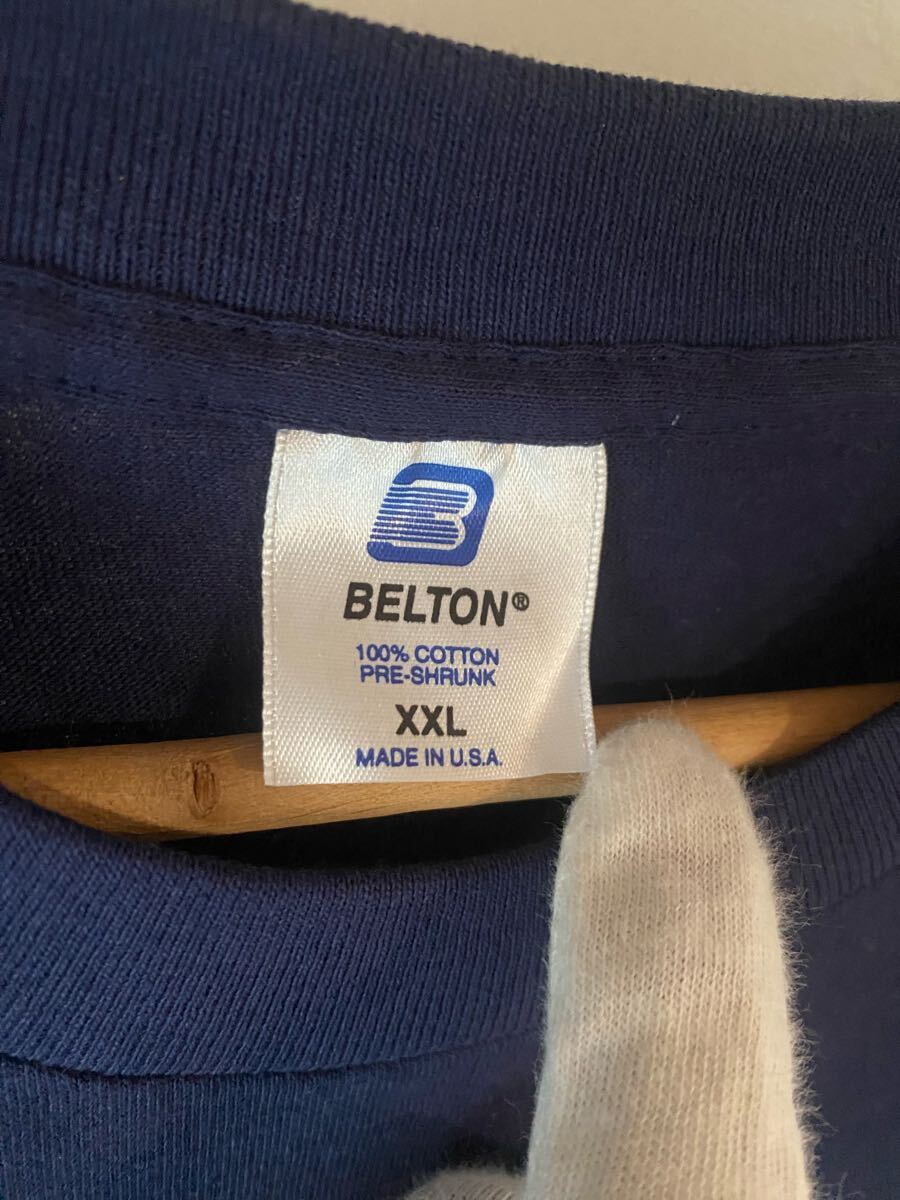 B
BELTON®
100% COTTON
PRE-SHRUNK
XXL
MADE IN U.S.A.